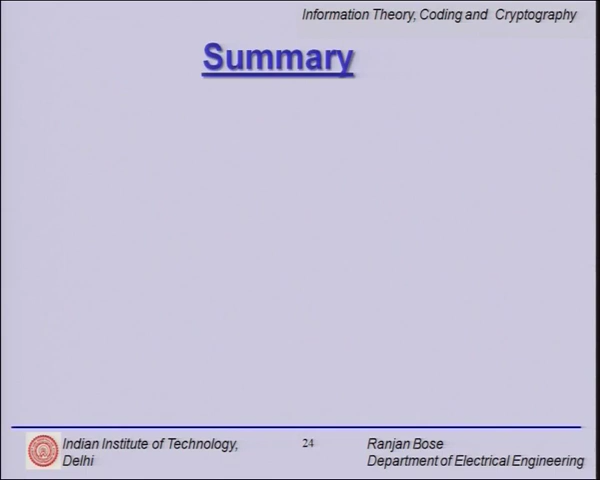 Information Theory, Coding and Cryptography
Summary
Indian Institute of Technology,
Delhi
24
Ranjan Bose
Department of Electrical Engineering